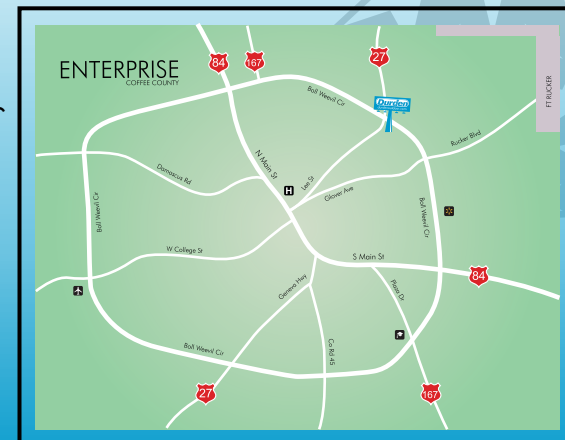 ENTERPRISE
COFFEE COUNTY
84
167
27
FT RUCKER
Boll Weevil Cir
Durden
Rucker Blvd
N Main St
Damascus Rd
H
Lee St
Glover Ave
Boll Weevil Cir
Boll Weevil Cir
W College St
S Main St
84
Geneva Hwy
Plaza Dr
Boll Weevil Cir
Co Rd 45
27
167